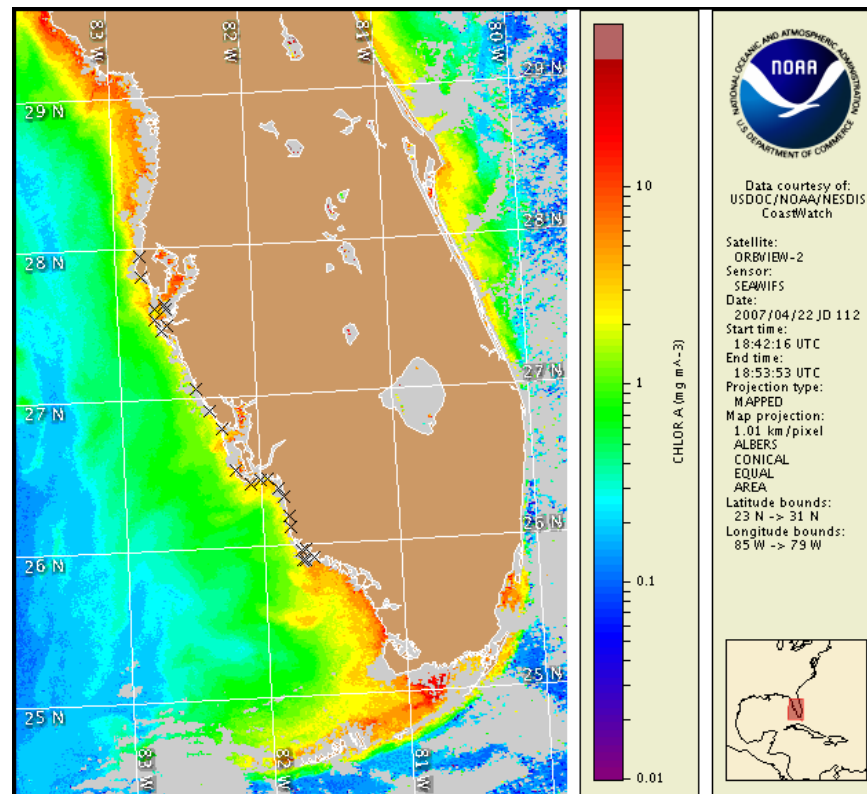 83 W
82 W
81 W
80 W
29 N
29 N
28 N
28 N
27 N
27 N
26 N
26 N
25 N
25 N
83 W
82 W
81 W
10
1
0.1
0.01
CHLOR A (mg m^-3)
NATIONAL OCEANIC AND ATMOSPHERIC ADMINISTRATION
NOAA
U.S. DEPARTMENT OF COMMERCE
Data courtesy of:
USDOC/NOAA/NESDIS
CoastWatch
Satellite:
ORBVIEW-2
Sensor:
SEAWIFS
Date:
2007/04/22 JD 112
Start time:
18:42:16 UTC
End time:
18:53:53 UTC
Projection type:
MAPPED
Map projection:
1.01 km/pixel
ALBERS
CONICAL
EQUAL
AREA
Latitude bounds:
23 N -> 31 N
Longitude bounds:
85 W -> 79 W